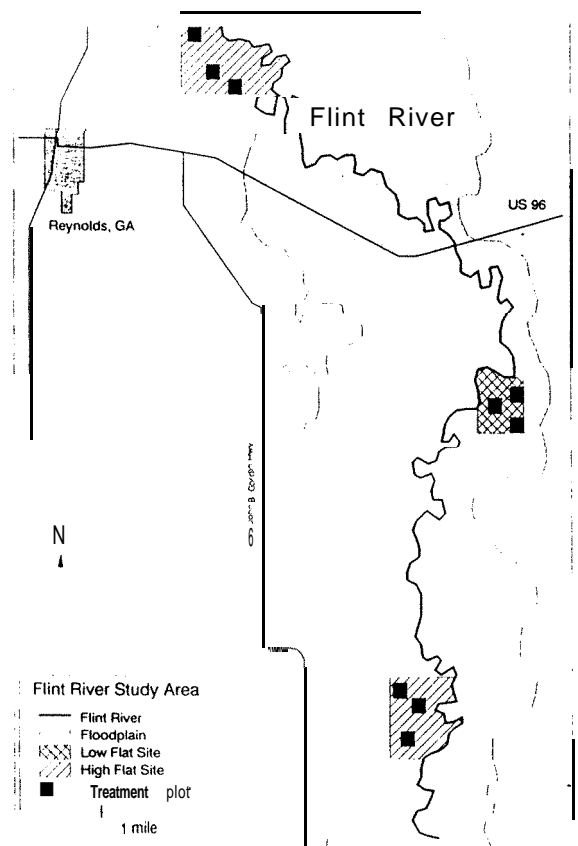 Flint River
US 96
Reynolds, GA
N
Flint River Study Area
Flint River
Floodplain
Low Flat Site
High Flat Site
Treatment plot
1 mile